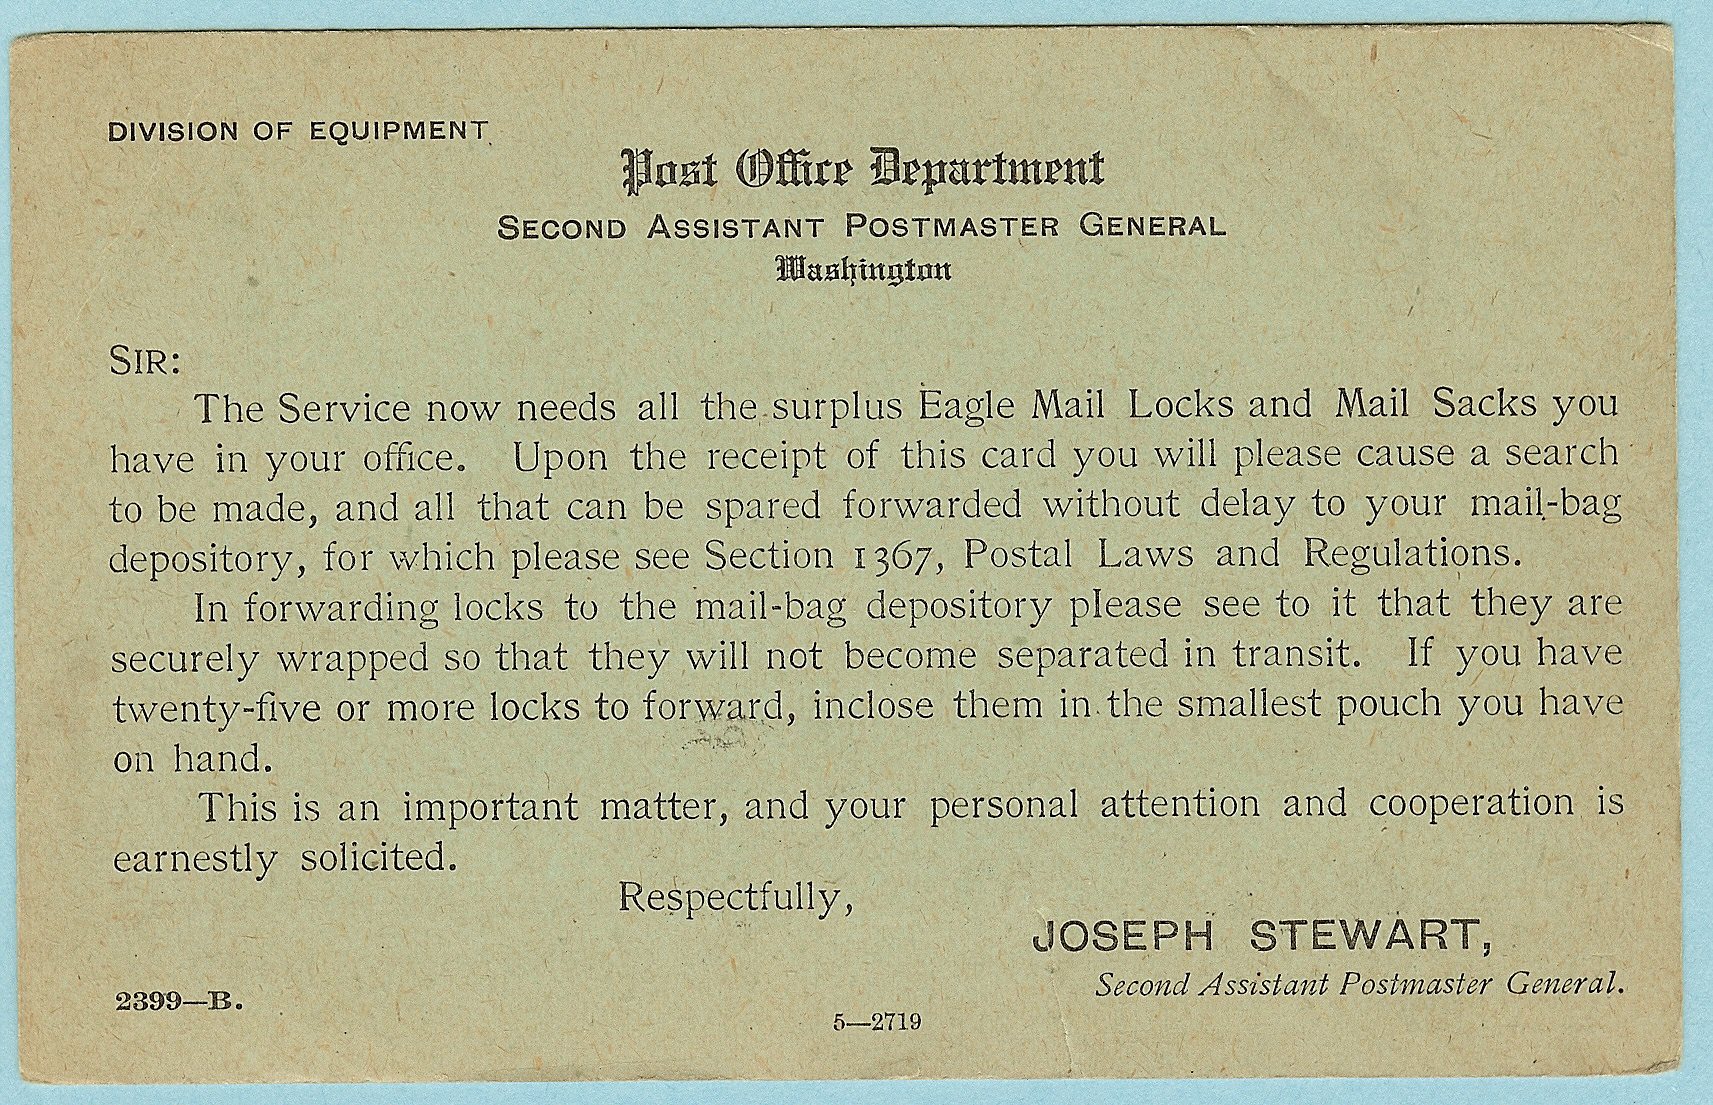 DIVISION OF EQUIPMENT
Post Office Department
SECOND ASSISTANT POSTMASTER GENERAL
Washington
SIR:
The Service now needs all the surplus Eagle Mail Locks and Mail Sacks you
have in your office. Upon the receipt of this card you will please cause a search
to be made, and all that can be spared forwarded without delay to your mail-bag
depository, for which please see Section 1367, Postal Laws and Regulations.
In forwarding locks to the mail-bag depository please see to it that they are
securely wrapped so that they will not become separated in transit. If you have
twenty-five or more locks to forward, inclose them in the smallest pouch you have
on hand.
This is an important matter, and your personal attention and cooperation is
earnestly solicited.
Respectfully,
JOSEPH STEWART,
Second Assistant Postmaster General.
2399—B.
5—2719